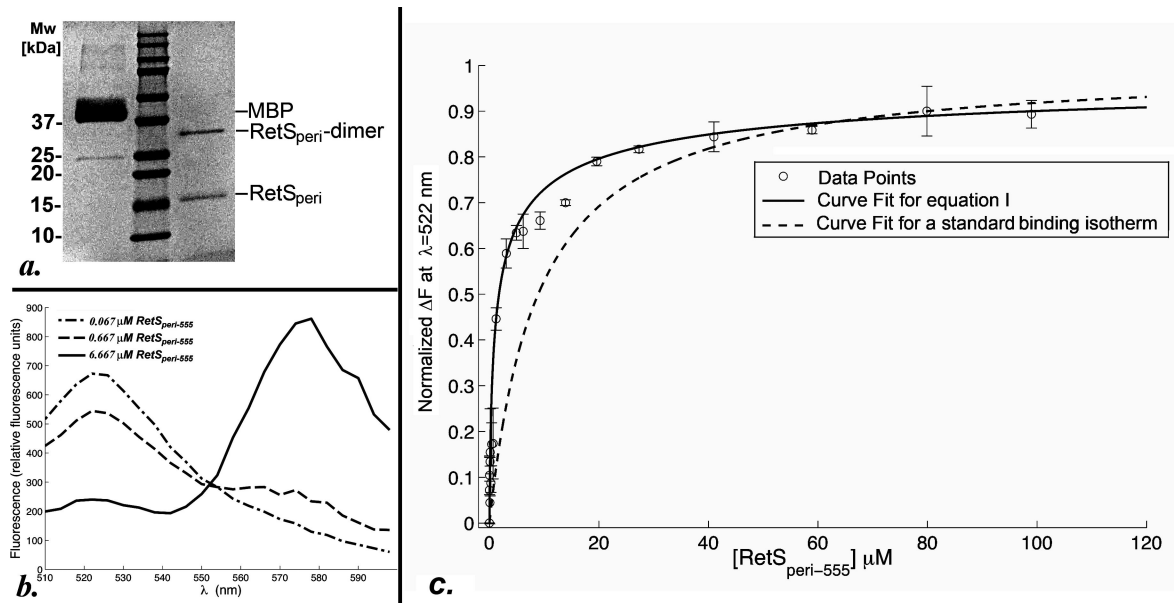 Mw
[kDa]
37-
25-
20-
15-
10-
MBP
RetSperi-dimer
RetSperi
a.
900
800
700
600
500
400
300
200
100
0
Fluorescence (relative fluorescence units)
0.067 μM RetSperi-555
0.667 μM RetSperi-555
6.667 μM RetSperi-555
510 520 530 540 550 560 570 580 590
λ (nm)
b.
1
0.9
0.8
0.7
0.6
0.5
0.4
0.3
0.2
0.1
0
Normalized ΔF at λ=522 nm
Data Points
Curve Fit for equation I
Curve Fit for a standard binding isotherm
0 20 40 60 80 100 120
[RetSperi-555] μM
c.